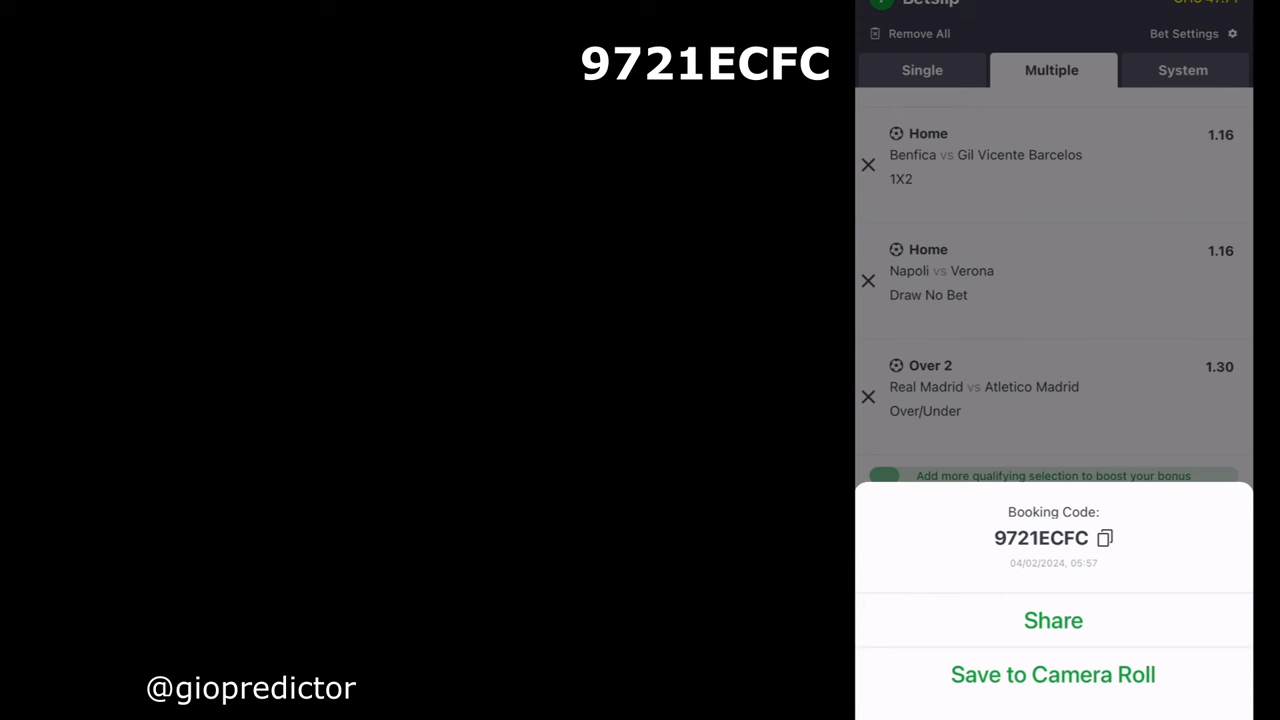 9721ECFC
Betslip
Remove All
Bet Settings
Single
Multiple
System
Home
1.16
Benfica vs Gil Vicente Barcelos
1X2
Home
1.16
Napoli vs Verona
Draw No Bet
Over 2
1.30
Real Madrid vs Atletico Madrid
Over/Under
Add more qualifying selection to boost your bonus
Booking Code:
9721ECFC
04/02/2024, 05:57
Share
Save to Camera Roll
@giopredictor